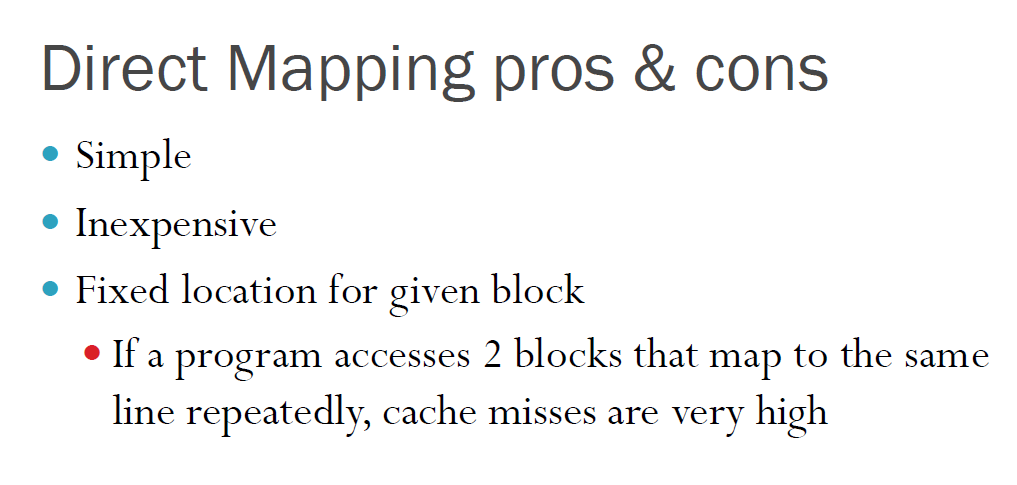 Direct Mapping pros & cons
• Simple
• Inexpensive
• Fixed location for given block
• If a program accesses 2 blocks that map to the same
line repeatedly, cache misses are very high